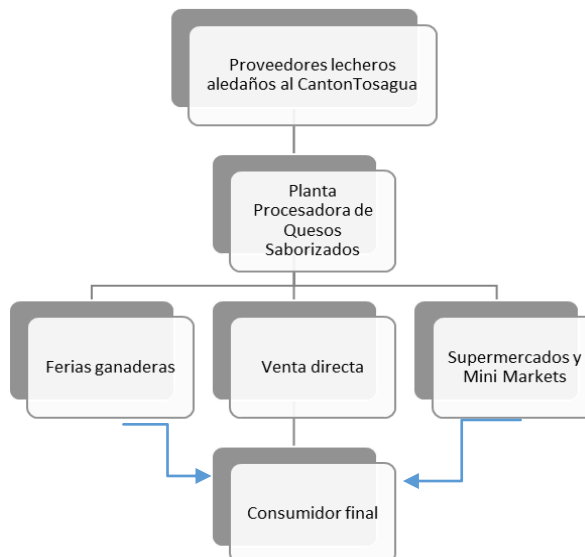 Proveedores lecheros
aledaños al CantonTosagua
Planta
Procesadora de
Quesos
Saborizados
Ferias ganaderas
Venta directa
Supermercados y
Mini Markets
Consumidor final